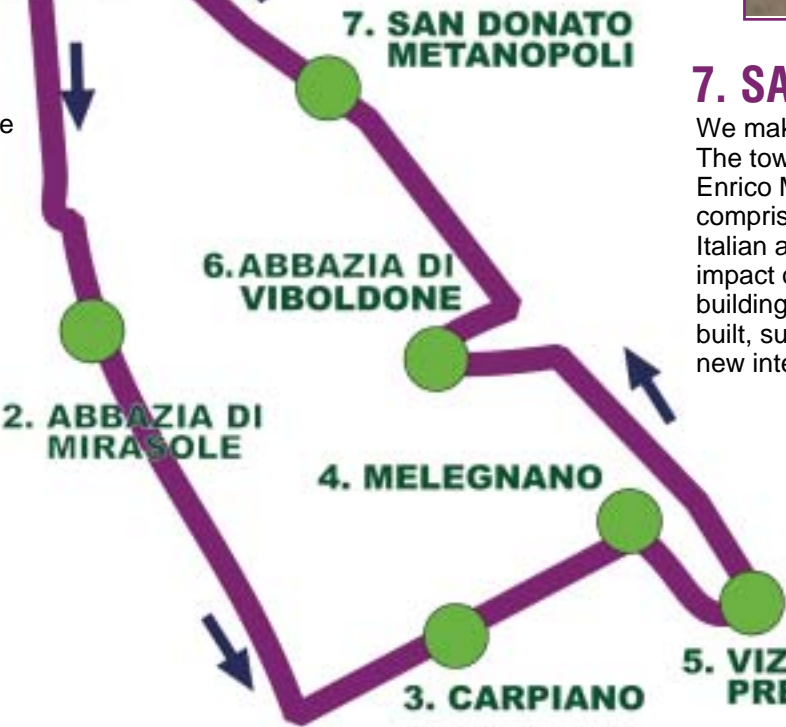 7. SAN DONATO
METANOPOLI
e
6. ABBAZIA DI
VIBOLDONE
2. ABBAZIA DI
MIRASOLE
4. MELEGNANO
3. CARPIANO
5. VIZ
PRE
7. SA
We mak
The tow
Enrico M
compris
Italian a
impact o
building
built, su
new inte